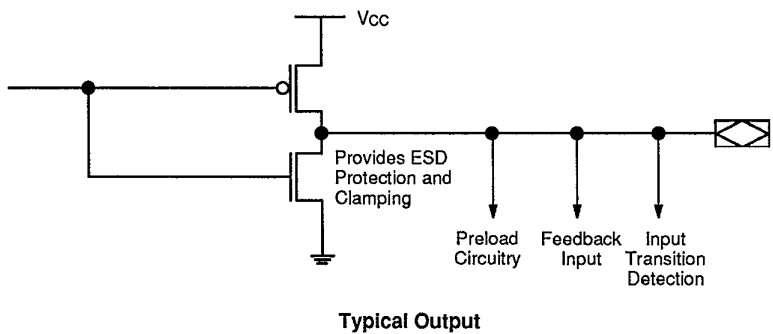 Vcc
Provides ESD
Protection and
Clamping
Preload
Circuitry
Feedback
Input
Input
Transition
Detection
Typical Output